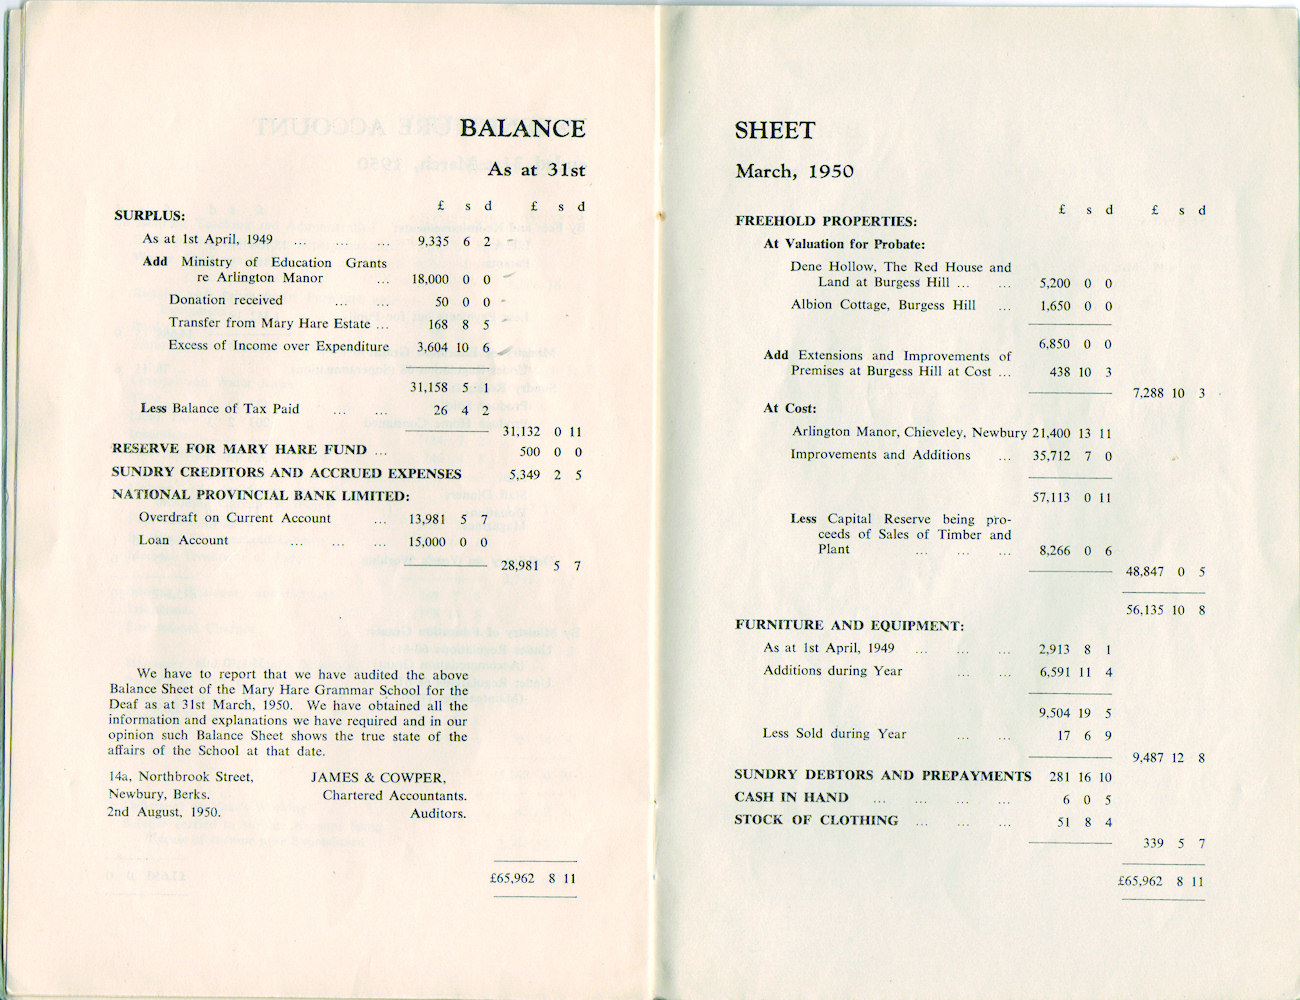 BALANCE
As at 31st
£ s d £ s d
SURPLUS:
As at 1st April, 1949 ... ... ... 9,335 6 2
Add Ministry of Education Grants
re Arlington Manor ... 18,000 0 0
Donation received ... ... 50 0 0
Transfer from Mary Hare Estate ... 168 8 5
Excess of Income over Expenditure 3,604 10 6
31,158 5 1
Less Balance of Tax Paid ... ... 26 4 2
31,132 0 11
RESERVE FOR MARY HARE FUND ... 500 0 0
SUNDRY CREDITORS AND ACCRUED EXPENSES 5,349 2 5
NATIONAL PROVINCIAL BANK LIMITED:
Overdraft on Current Account ... 13,981 5 7
Loan Account ... ... ... 15,000 0 0
28,981 5 7
We have to report that we have audited the above
Balance Sheet of the Mary Hare Grammar School for the
Deaf as at 31st March, 1950. We have obtained all the
information and explanations we have required and in our
opinion such Balance Sheet shows the true state of the
affairs of the School at that date.
14a, Northbrook Street, JAMES & COWPER,
Newbury, Berks. Chartered Accountants.
2nd August, 1950. Auditors.
£65,962 8 11
SHEET
March, 1950
£ s d £ s d
FREEHOLD PROPERTIES:
At Valuation for Probate:
Dene Hollow, The Red House and
Land at Burgess Hill ... ... 5,200 0 0
Albion Cottage, Burgess Hill ... 1,650 0 0
6,850 0 0
Add Extensions and Improvements of
Premises at Burgess Hill at Cost ... 438 10 3
7,288 10 3
At Cost:
Arlington Manor, Chieveley, Newbury 21,400 13 11
Improvements and Additions ... 35,712 7 0
57,113 0 11
Less Capital Reserve being pro-
ceeds of Sales of Timber and
Plant ... ... ... 8,266 0 6
48,847 0 5
56,135 10 8
FURNITURE AND EQUIPMENT:
As at 1st April, 1949 ... ... ... 2,913 8 1
Additions during Year ... ... 6,591 11 4
9,504 19 5
Less Sold during Year ... ... 17 6 9
9,487 12 8
SUNDRY DEBTORS AND PREPAYMENTS 281 16 10
CASH IN HAND ... ... ... ... 6 0 5
STOCK OF CLOTHING ... ... ... 51 8 4
339 5 7
£65,962 8 11